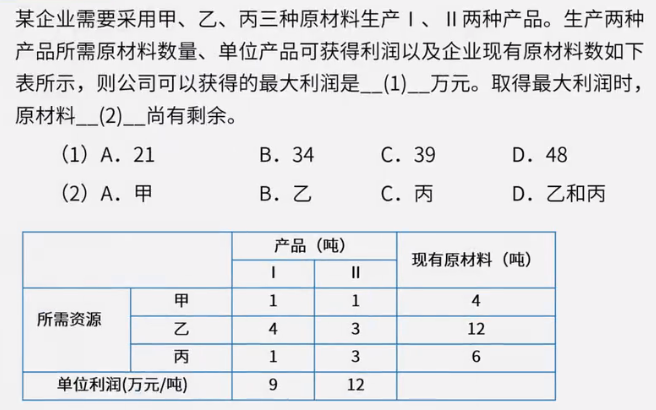 某企业需要采用甲、乙、丙三种原材料生产Ⅰ、Ⅱ两种产品。生产两种
产品所需原材料数量、单位产品可获得利润以及企业现有原材料数如下
表所示，则公司可以获得的最大利润是__(1)__万元。取得最大利润时，
原材料__(2)__尚有剩余。
（1）A．21 B．34 C．39 D．48
（2）A．甲 B．乙 C．丙 D．乙和丙
产品（吨） 现有原材料（吨）
Ⅰ Ⅱ
所需资源 甲 1 1 4
乙 4 3 12
丙 1 3 6
单位利润(万元/吨) 9 12